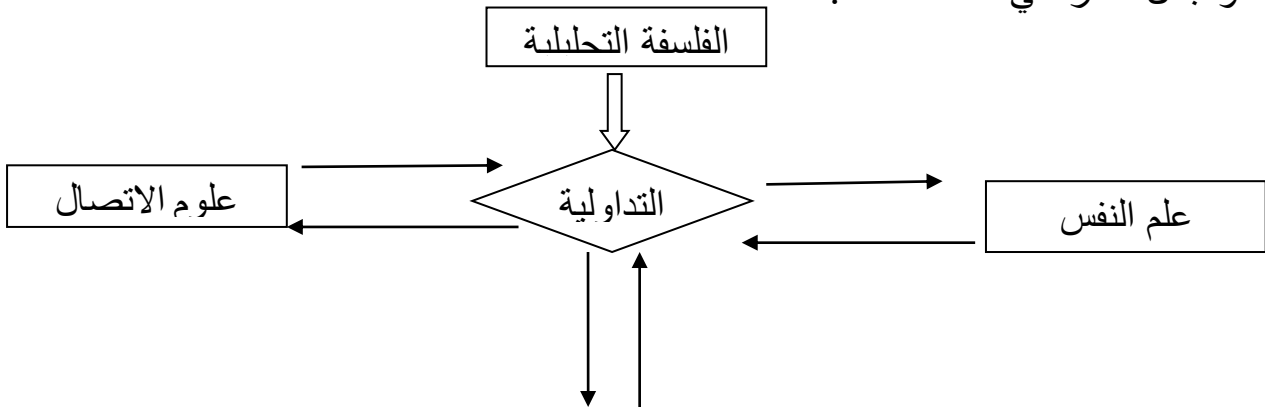 الفلسفة التحليلية
علوم الاتصال
التداولية
علم النفس